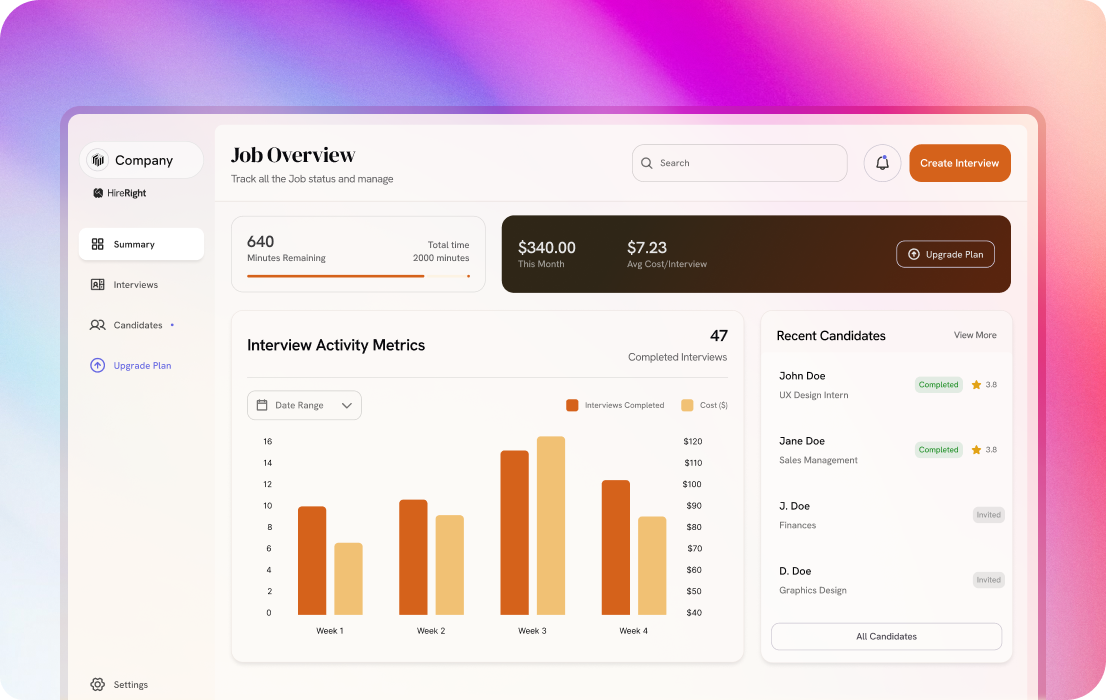 Company
HireRight
Summary
Interviews
Candidates
Upgrade Plan
Settings
Job Overview
Track all the Job status and manage
Search
Create Interview
640
Minutes Remaining
Total time
2000 minutes
$340.00
This Month
$7.23
Avg Cost/Interview
Upgrade Plan
Interview Activity Metrics
47
Completed Interviews
Date Range
Interviews Completed
Cost ($)
16
14
12
10
8
6
4
2
0
$120
$110
$100
$90
$80
$70
$60
$50
$40
Week 1
Week 2
Week 3
Week 4
Recent Candidates
View More
John Doe
UX Design Intern
Completed
3.8
Jane Doe
Sales Management
Completed
3.8
J. Doe
Finances
Invited
D. Doe
Graphics Design
Invited
All Candidates